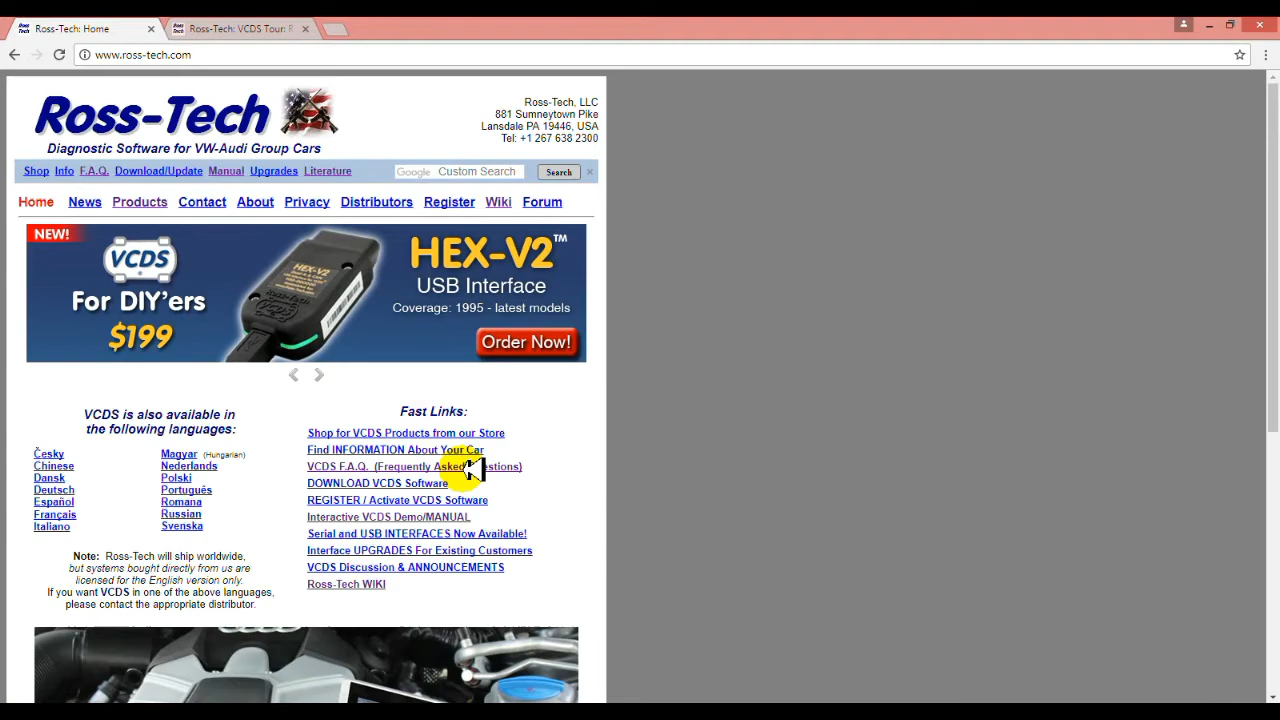 Ross-Tech: Home
Ross-Tech: VCDS Tour:
www.ross-tech.com
Ross-Tech
Diagnostic Software for VW-Audi Group Cars
Ross-Tech, LLC
881 Sumneytown Pike
Lansdale PA 19446, USA
Tel: +1 267 638 2300
Shop Info F.A.Q. Download/Update Manual Upgrades Literature
Google Custom Search Search ×
Home News Products Contact About Privacy Distributors Register Wiki Forum
NEW!
VCDS
For DIY'ers
$199
HEX-V2
HEX-V2™
USB Interface
Coverage: 1995 - latest models
Order Now!
VCDS is also available in
the following languages:
Česky
Chinese
Dansk
Deutsch
Español
Français
Italiano
Magyar (Hungarian)
Nederlands
Polski
Português
Romana
Russian
Svenska
Note: Ross-Tech will ship worldwide,
but systems bought directly from us are
licensed for the English version only.
If you want VCDS in one of the above languages,
please contact the appropriate distributor.
Fast Links:
Shop for VCDS Products from our Store
Find INFORMATION About Your Car
VCDS F.A.Q. (Frequently Asked Questions)
DOWNLOAD VCDS Software
REGISTER / Activate VCDS Software
Interactive VCDS Demo/MANUAL
Serial and USB INTERFACES Now Available!
Interface UPGRADES For Existing Customers
VCDS Discussion & ANNOUNCEMENTS
Ross-Tech WIKI